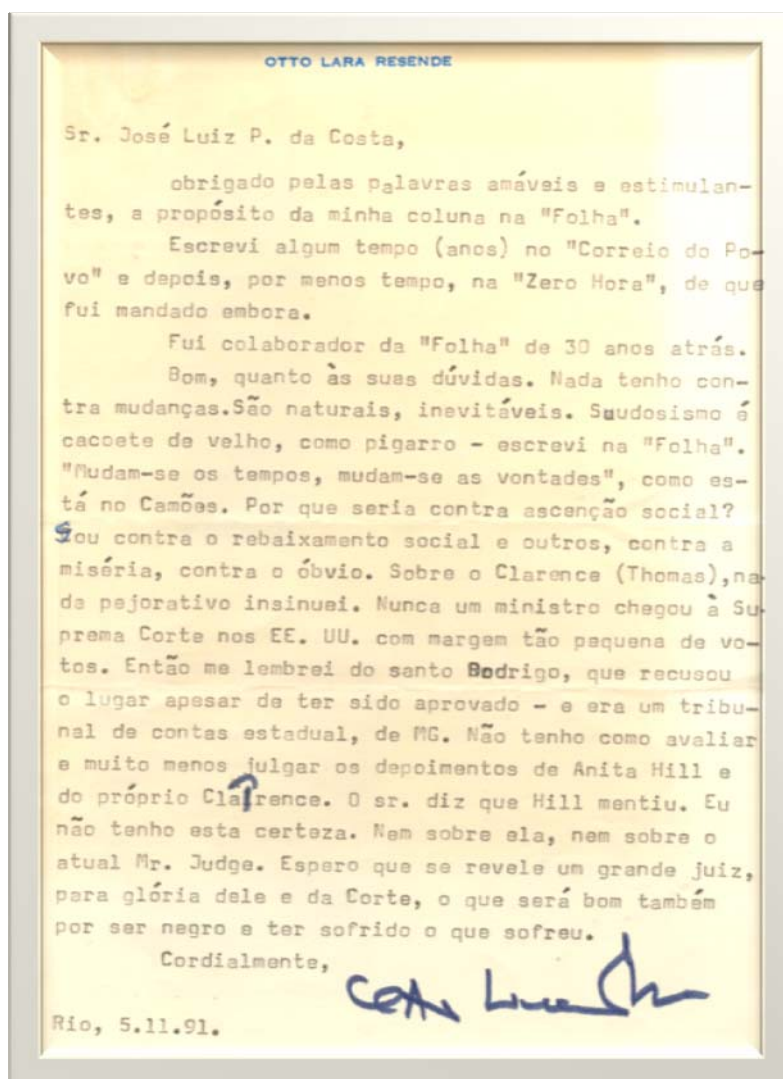 OTTO LARA RESENDE
Sr. José Luiz P. da Costa,
obrigado pelas palavras amáveis e estimulan-
tes, a propósito da minha coluna na "Folha".
Escrevi algum tempo (anos) no "Correio do Po-
vo" e depois, por menos tempo, na "Zero Hora", de que
fui mandado embora.
Fui colaborador da "Folha" de 30 anos atrás.
Bom, quanto às suas dúvidas. Nada tenho con-
tra mudanças.São naturais, inevitáveis. Saudosismo é
cacoete de velho, como pigarro - escrevi na "Folha".
"Mudam-se os tempos, mudam-se as vontades", como es-
tá no Camões. Por que seria contra ascenção social?
Sou contra o rebaixamento social e outros, contra a
miséria, contra o óbvio. Sobre o Clarence (Thomas),na-
da pejorativo insinuei. Nunca um ministro chegou à Su-
prema Corte nos EE. UU. com margem tão pequena de vo-
tos. Então me lembrei do santo Rodrigo, que recusou
o lugar apesar de ter sido aprovado - e era um tribu-
nal de contas estadual, de MG. Não tenho como avaliar
e muito menos julgar os depoimentos de Anita Hill e
do próprio Clarence. O sr. diz que Hill mentiu. Eu
não tenho esta certeza. Nem sobre ela, nem sobre o
atual Mr. Judge. Espero que se revele um grande juiz,
para glória dele e da Corte, o que será bom também
por ser negro e ter sofrido o que sofreu.
Cordialmente,
Rio, 5.11.91.